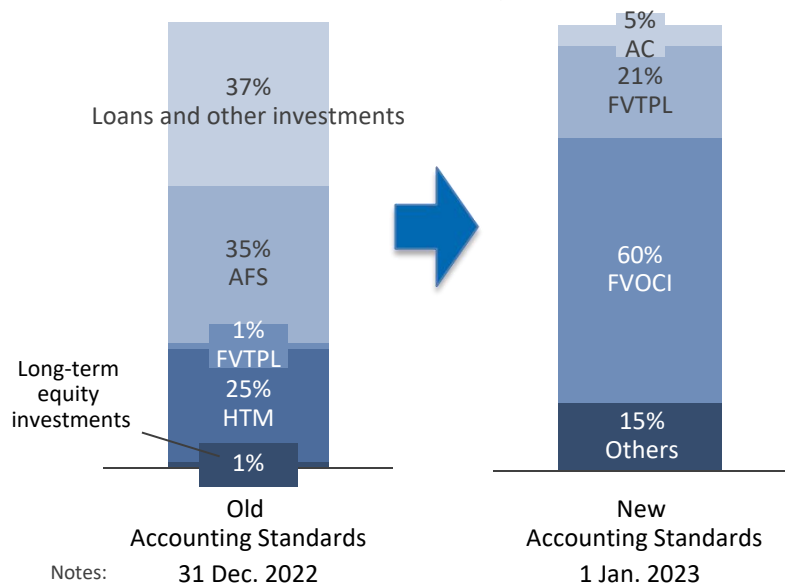 37%
Loans and other investments
35%
AFS
1%
FVTPL
25%
HTM
1%
Long-term
equity
investments
Old
Accounting Standards
31 Dec. 2022
5%
AC
21%
FVTPL
60%
FVOCI
15%
Others
New
Accounting Standards
1 Jan. 2023
Notes: